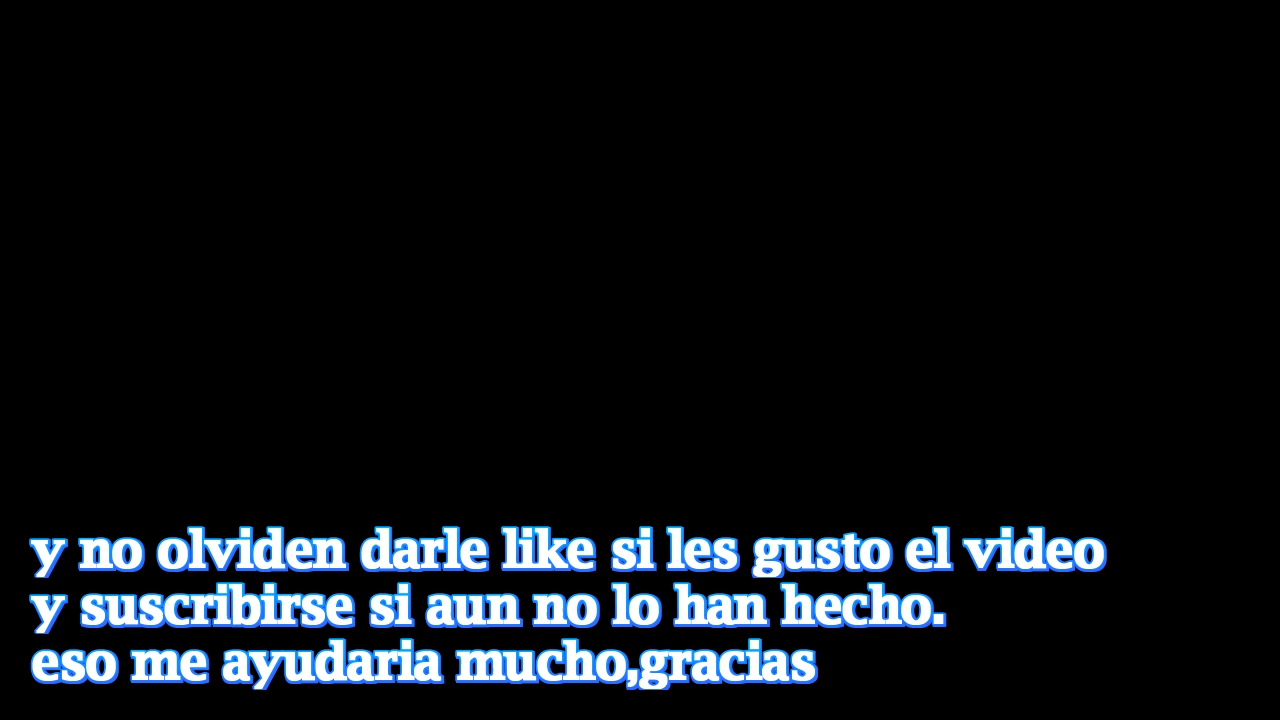 y no olviden darle like si les gusto el video
y suscribirse si aun no lo han hecho.
eso me ayudaria mucho,gracias